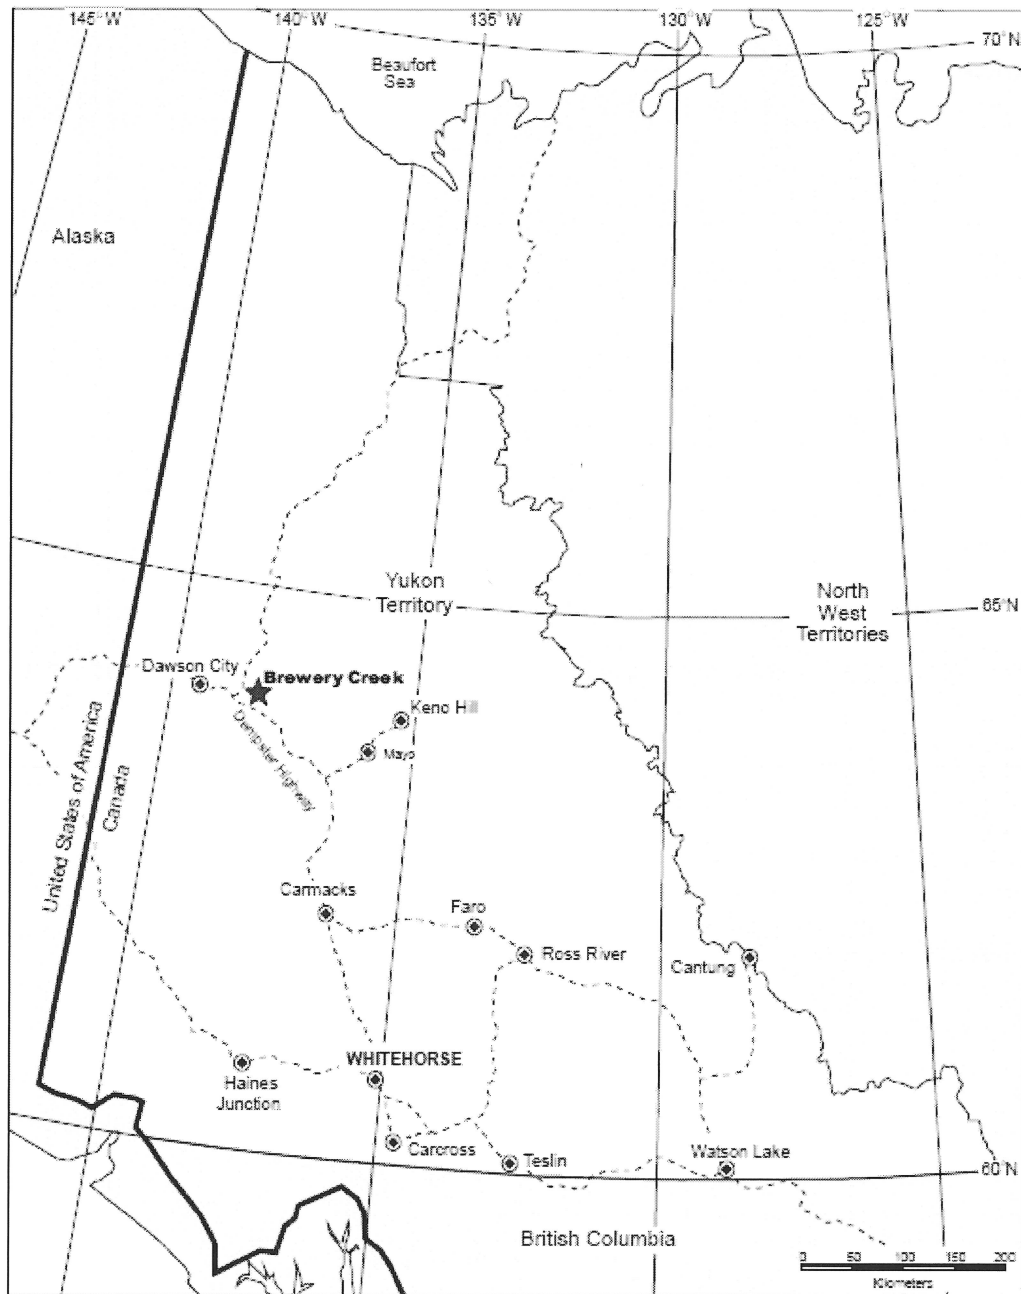 145°W 140°W 135°W 130°W 125°W
70°N
Beaufort
Sea
Alaska
Yukon
Territory
North
West
Territories
65°N
Dawson City
Brewery Creek
Keno Hill
Mayo
Dempster Highway
United States of America
Canada
Carmacks
Faro
Ross River
Cantung
WHITEHORSE
Haines
Junction
Carcross
Teslin
Watson Lake
60°N
British Columbia
0 50 100 150 200
Kilometers